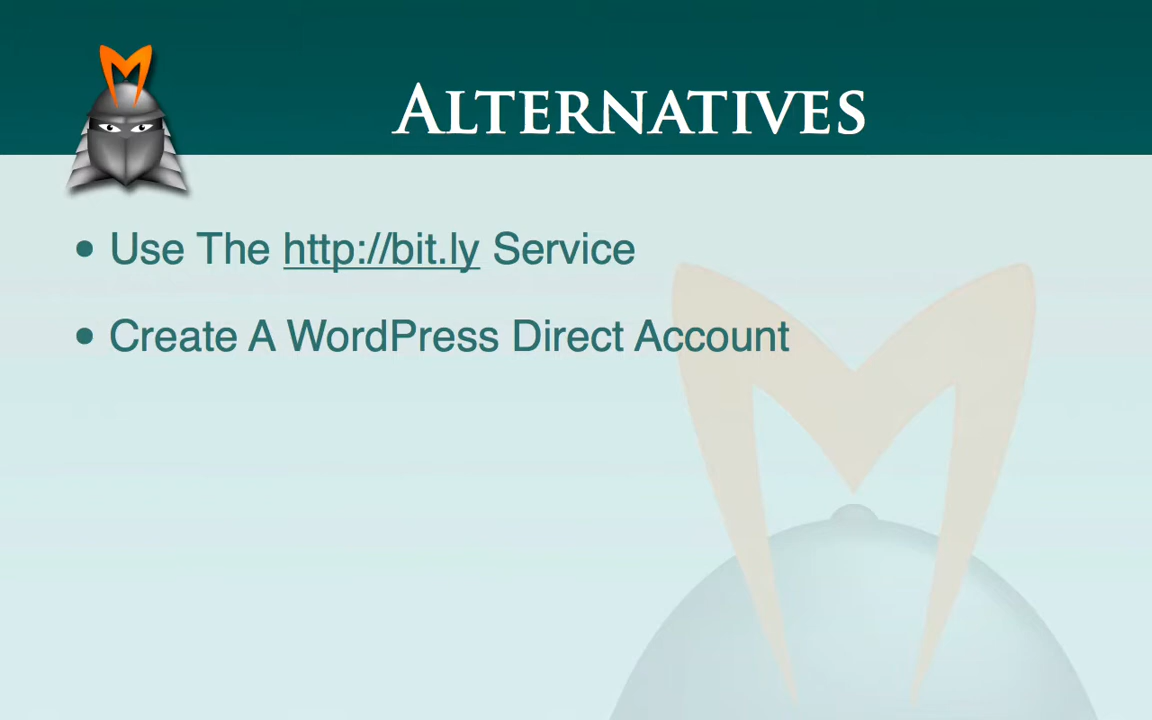 ALTERNATIVES
• Use The http://bit.ly Service
• Create A WordPress Direct Account